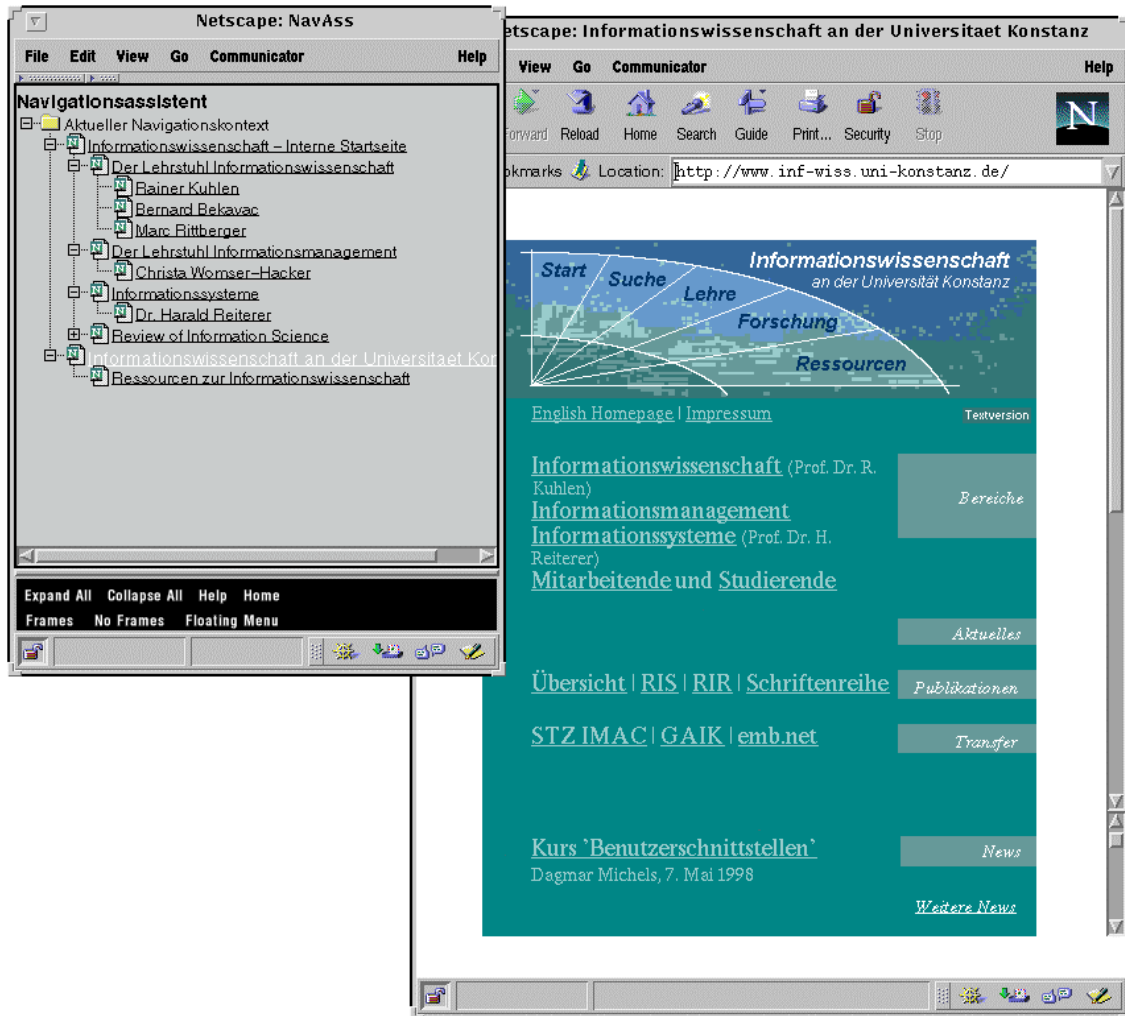 Netscape: NavAss
File Edit View Go Communicator Help
Navigationsassistent
Aktueller Navigationskontext
Informationswissenschaft – Interne Startseite
Der Lehrstuhl Informationswissenschaft
Rainer Kuhlen
Bernard Bekavac
Marc Rittberger
Der Lehrstuhl Informationsmanagement
Christa Womser–Hacker
Informationssysteme
Dr. Harald Reiterer
Review of Information Science
Informationswissenschaft an der Universitaet Kon
Ressourcen zur Informationswissenschaft
Expand All Collapse All Help Home
Frames No Frames Floating Menu
etscape: Informationswissenschaft an der Universitaet Konstanz
View Go Communicator Help
orward Reload Home Search Guide Print... Security Stop
N
okmarks Location: http://www.inf-wiss.uni-konstanz.de/
Informationswissenschaft
an der Universität Konstanz
Start
Suche
Lehre
Forschung
Ressourcen
English Homepage | Impressum Textversion
Informationswissenschaft (Prof. Dr. R.
Kuhlen)
Bereiche
Informationsmanagement
Informationssysteme (Prof. Dr. H.
Reiterer)
Mitarbeitende und Studierende
Aktuelles
Übersicht | RIS | RIR | Schriftenreihe Publikationen
STZ IMAC | GAIK | emb.net Transfer
Kurs 'Benutzerschnittstellen' News
Dagmar Michels, 7. Mai 1998
Weitere News